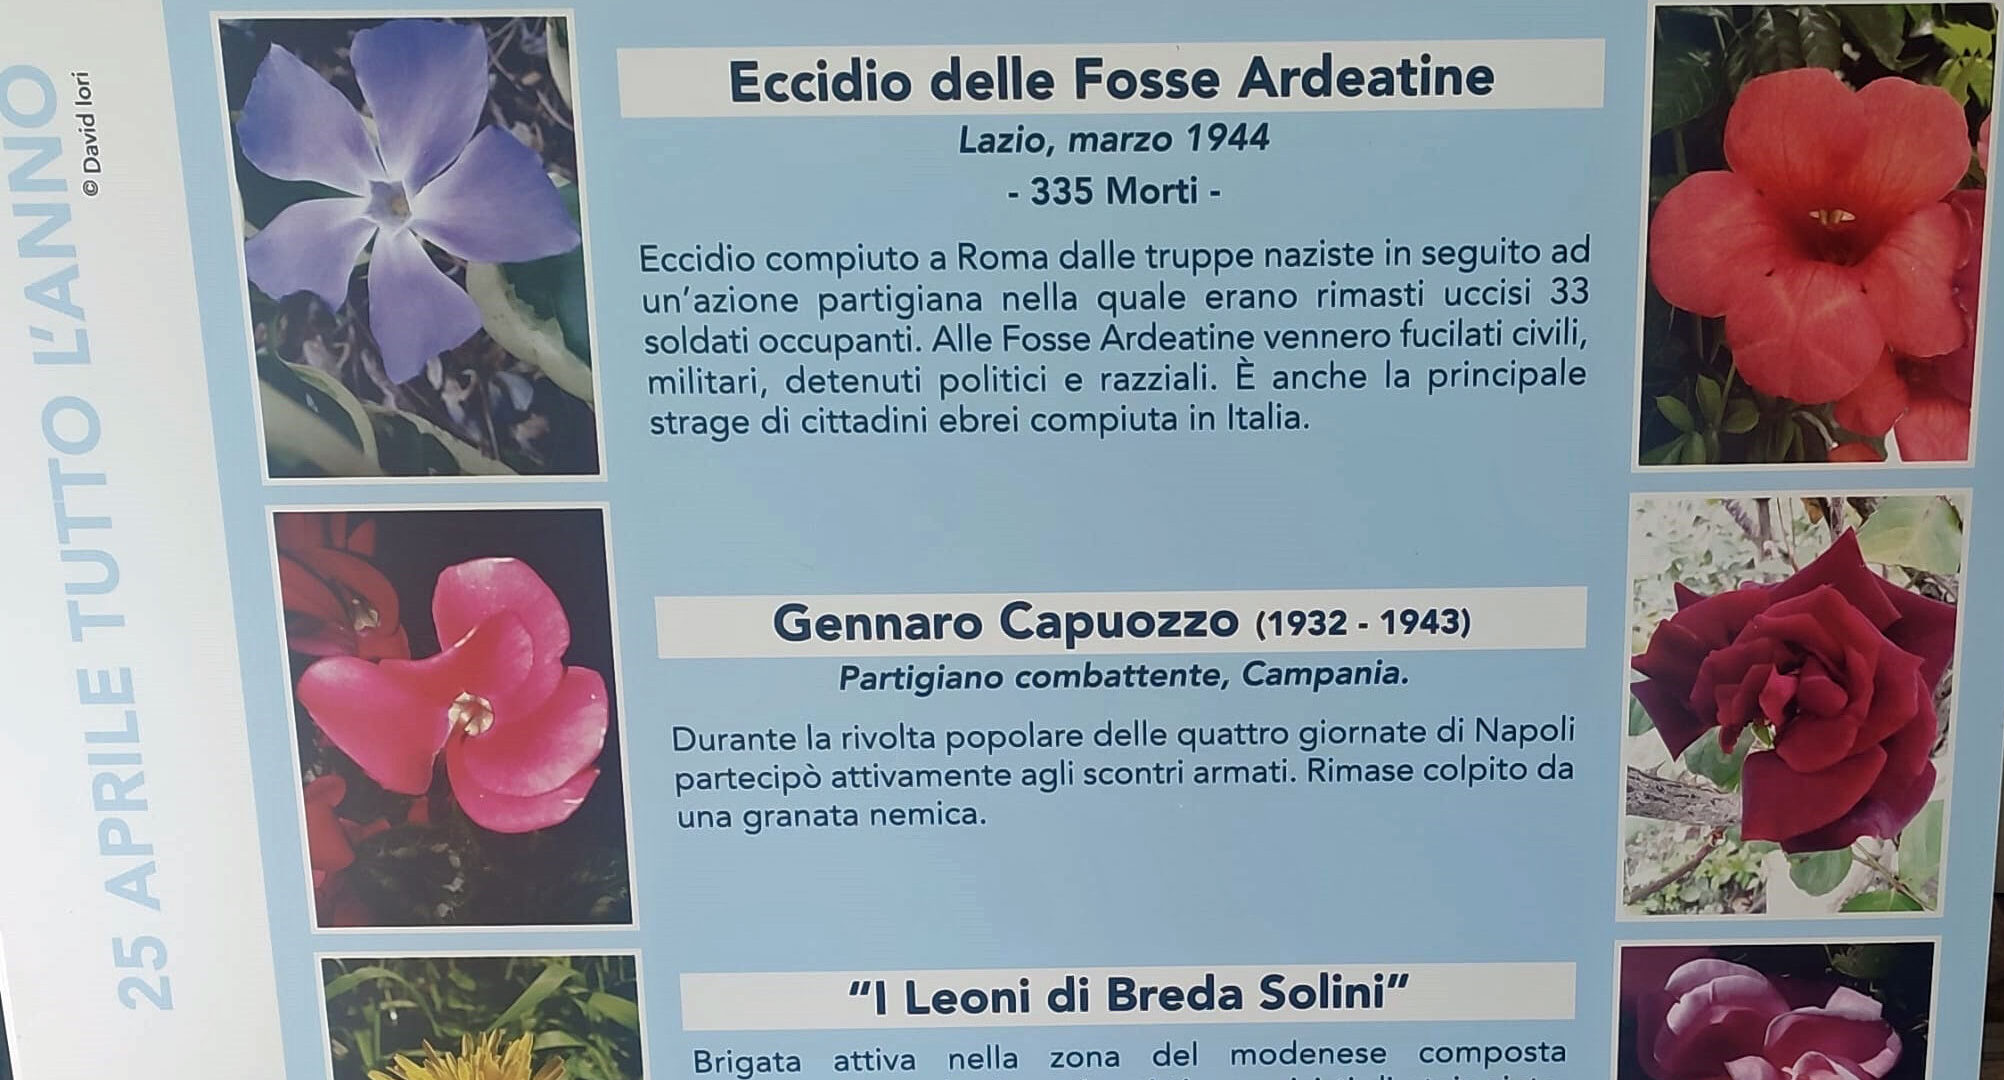 25 APRILE TUTTO L'ANNO
© David Iori
Eccidio delle Fosse Ardeatine
Lazio, marzo 1944
- 335 Morti -
Eccidio compiuto a Roma dalle truppe naziste in seguito ad
un'azione partigiana nella quale erano rimasti uccisi 33
soldati occupanti. Alle Fosse Ardeatine vennero fucilati civili,
militari, detenuti politici e razziali. È anche la principale
strage di cittadini ebrei compiuta in Italia.
Gennaro Capuozzo (1932 - 1943)
Partigiano combattente, Campania.
Durante la rivolta popolare delle quattro giornate di Napoli
partecipò attivamente agli scontri armati. Rimase colpito da
una granata nemica.
"I Leoni di Breda Solini"
Brigata attiva nella zona del modenese composta